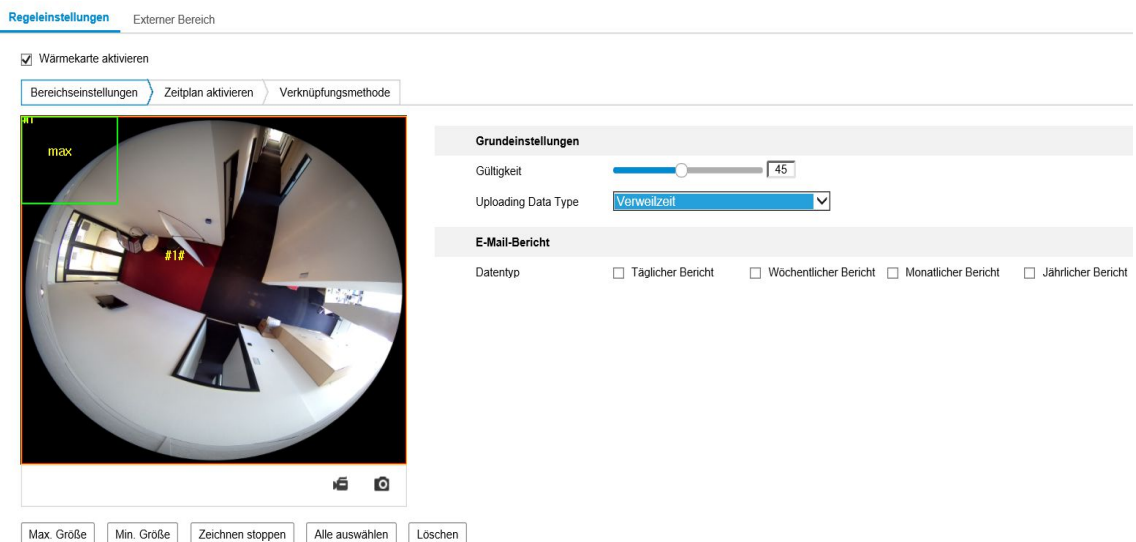 Regeleinstellungen Externer Bereich
Wärmekarte aktivieren
Bereichseinstellungen Zeitplan aktivieren Verknüpfungsmethode
#1
max
#1#
Grundeinstellungen
Gültigkeit 45
Uploading Data Type Verweilzeit
E-Mail-Bericht
Datentyp Täglicher Bericht Wöchentlicher Bericht Monatlicher Bericht Jährlicher Bericht
Max. Größe Min. Größe Zeichnen stoppen Alle auswählen Löschen